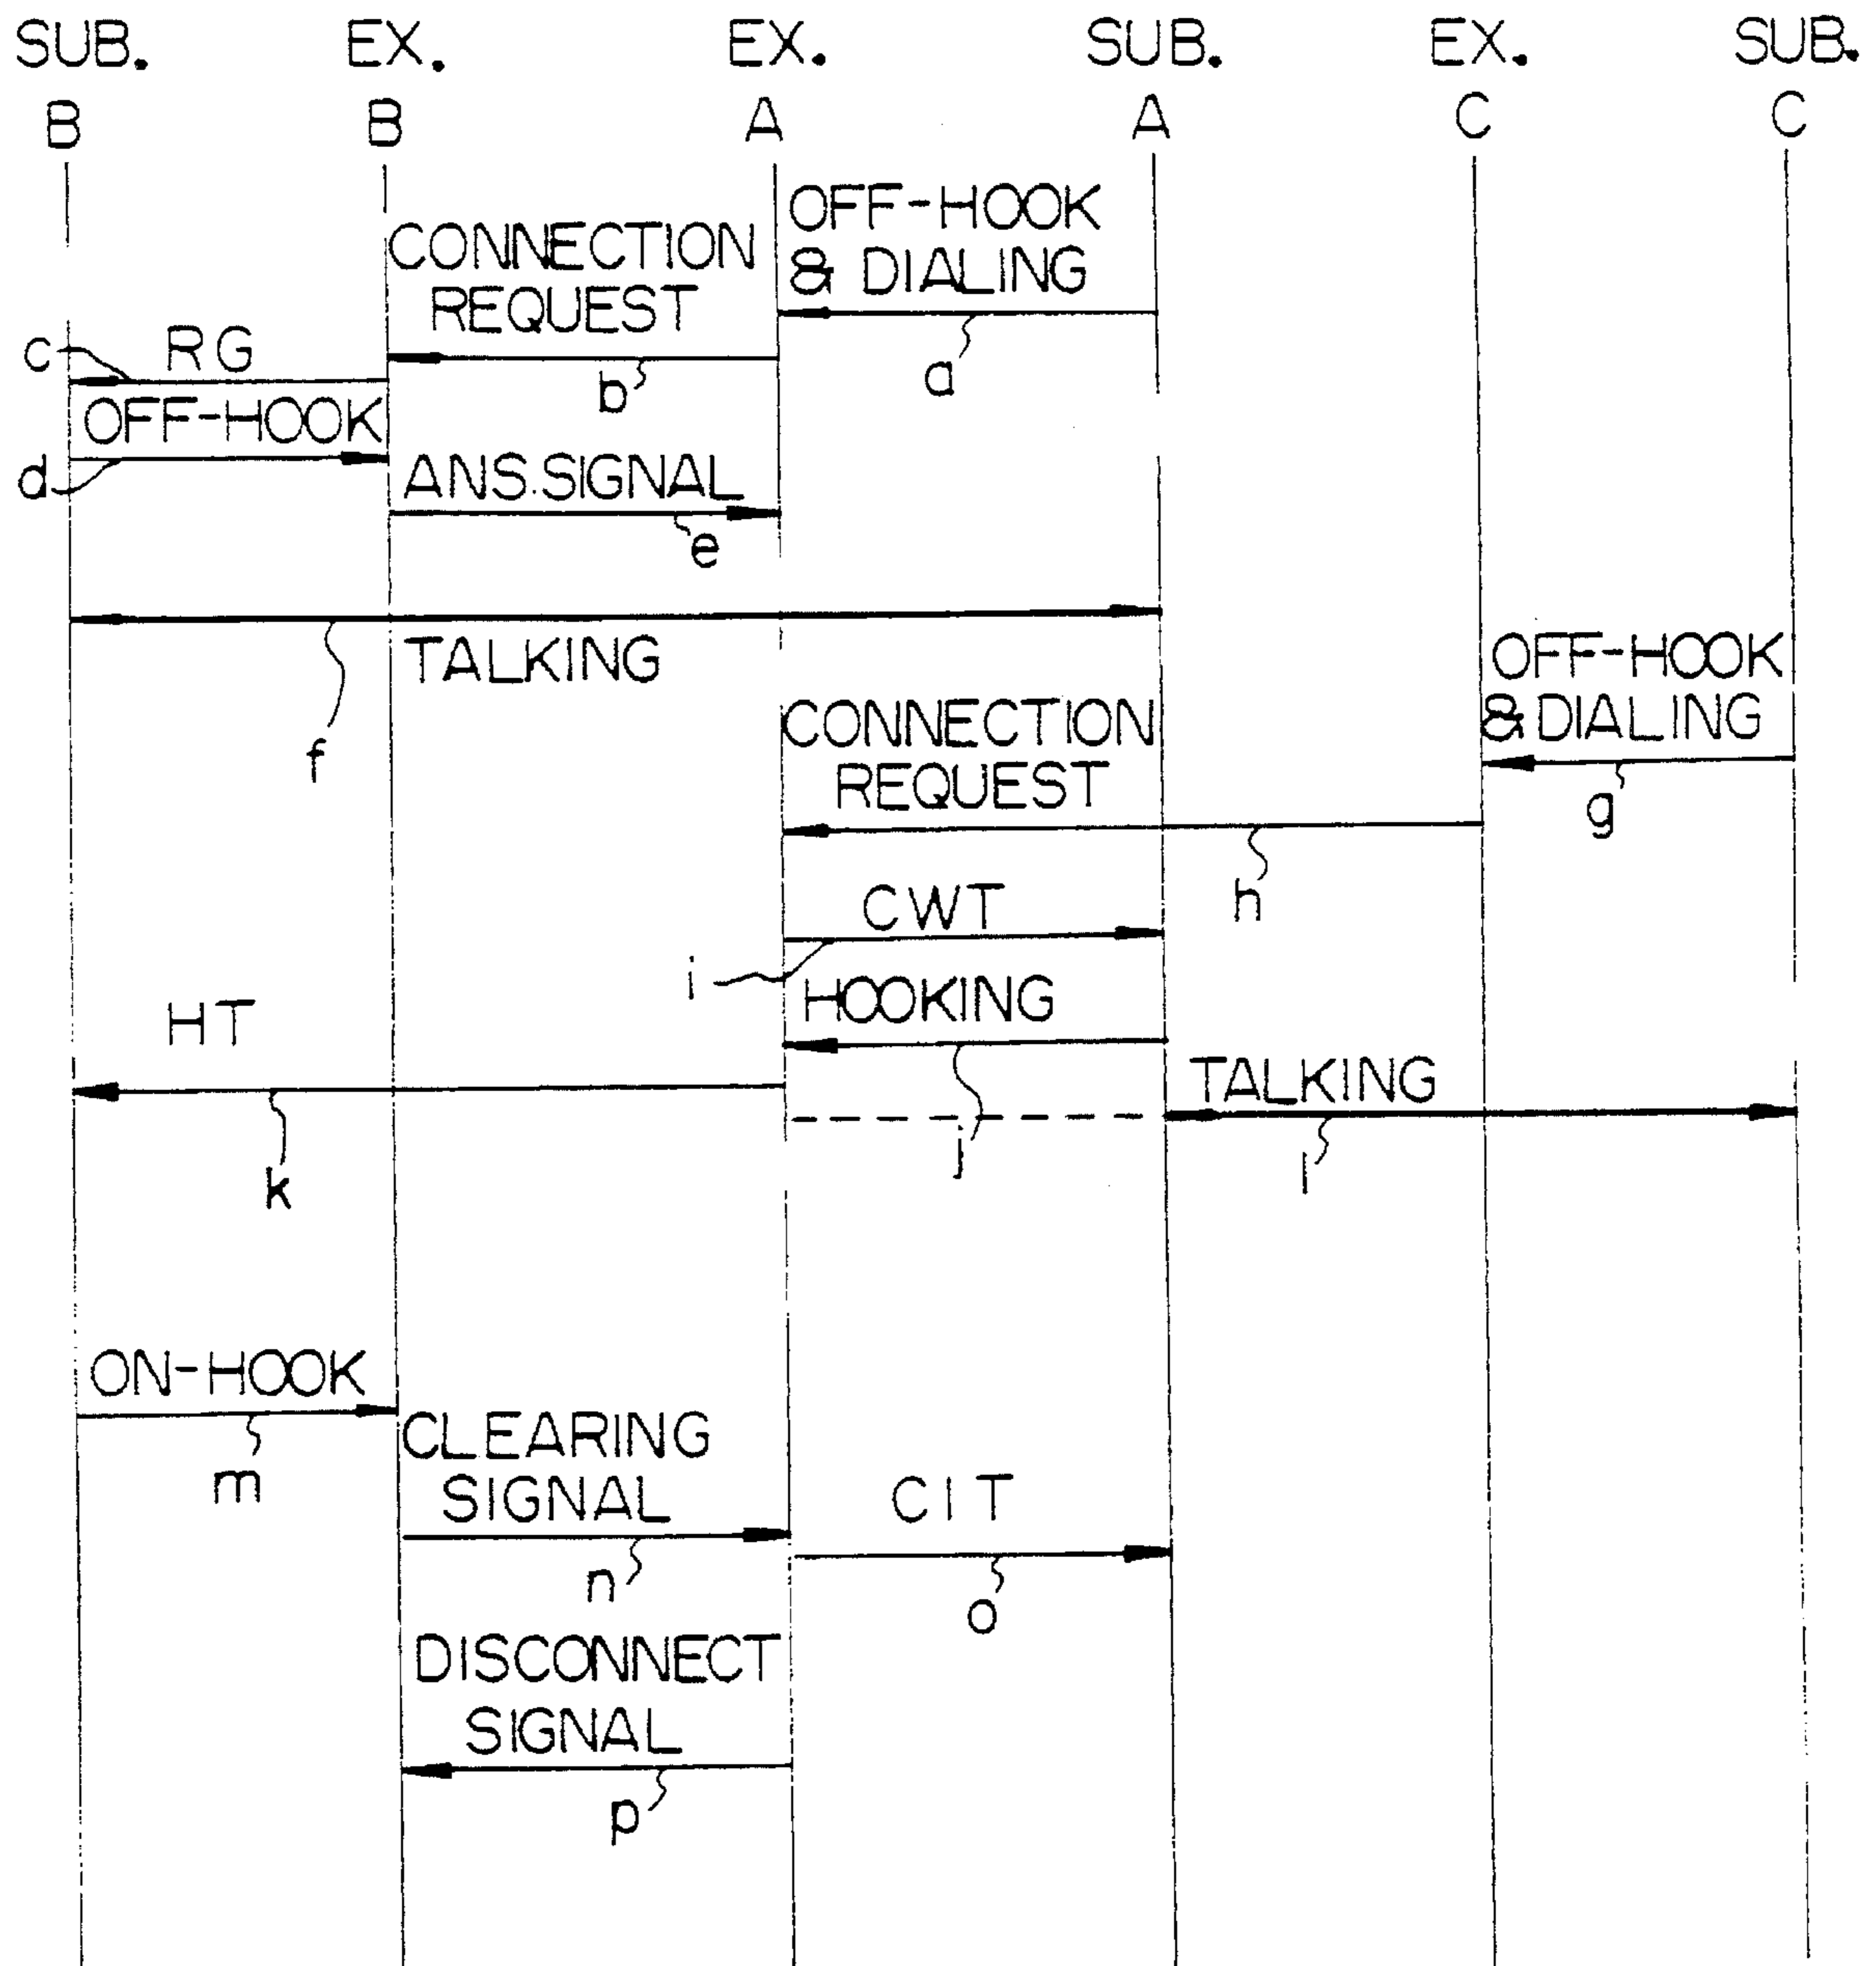 SUB. EX. EX. SUB. EX. SUB.
B B A A C C
OFF-HOOK
& DIALING
a
CONNECTION
REQUEST
b
c RG
OFF-HOOK
d
ANS.SIGNAL
e
TALKING
f
OFF-HOOK
& DIALING
g
CONNECTION
REQUEST
h
CWT
i
HOOKING
j
HT
k
TALKING
l
ON-HOOK
m
CLEARING
SIGNAL
n
CIT
o
DISCONNECT
SIGNAL
p